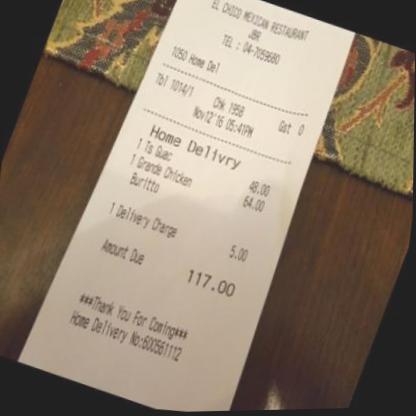 EL CHICO MEXICAN RESTAURANT
JBR
TEL : 04-7059680
1050 Home Del
Tbl 1014/1 Chk 1958 Gst 0
Nov12'16 05:41PM
Home Delivry
1 Ts Guac 48.00
1 Grande Chicken 64.00
Buritto
1 Delivery Charge 5.00
Amount Due 117.00
***Thank You For Coming***
Home Delivery No:600561112